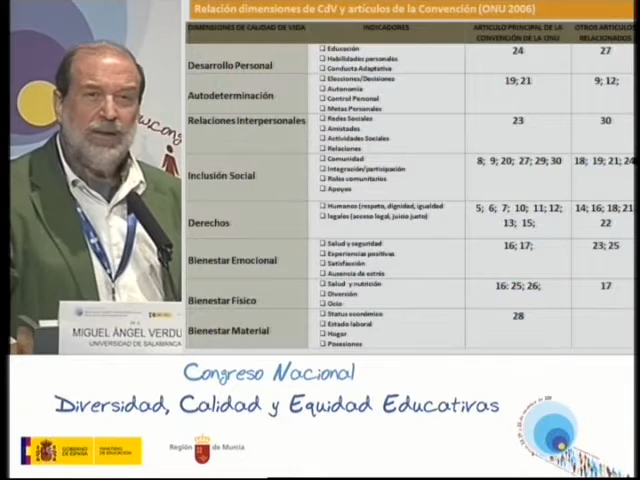 Relación dimensiones de CdV y artículos de la Convención (ONU 2006)
DIMENSIONES DE CALIDAD DE VIDA INDICADORES ARTÍCULO PRINCIPAL DE LA CONVENCIÓN DE LA ONU OTROS ARTÍCULOS RELACIONADOS
Desarrollo Personal
Educación
Habilidades personales
Conducta Adaptativa
24
27
Autodeterminación
Elecciones/Decisiones
Autonomía
Control Personal
Metas Personales
19; 21
9; 12;
Relaciones Interpersonales
Redes Sociales
Amistades
Actividades Sociales
Relaciones
23
30
Inclusión Social
Comunidad
Integración/participación
Roles comunitarios
Apoyos
8; 9; 20; 27; 29; 30
18; 19; 21; 24
Derechos
Humanos (respeto, dignidad, igualdad
legales (acceso legal, juicio justo)
5; 6; 7; 10; 11; 12;
13; 15;
14; 16; 18; 21
22
Bienestar Emocional
Salud y seguridad
Experiencias positivas
Satisfacción
Ausencia de estrés
16; 17;
23; 25
Bienestar Físico
Salud y nutrición
Diversión
Ocio
16: 25; 26;
17
Bienestar Material
Status económico
Estado laboral
Hogar
Posesiones
28
MIGUEL ÁNGEL VERDU
UNIVERSIDAD DE SALAMANCA
Congreso Nacional
Diversidad, Calidad y Equidad Educativas
GOBIERNO DE ESPAÑA
MINISTERIO DE EDUCACIÓN
Región de Murcia